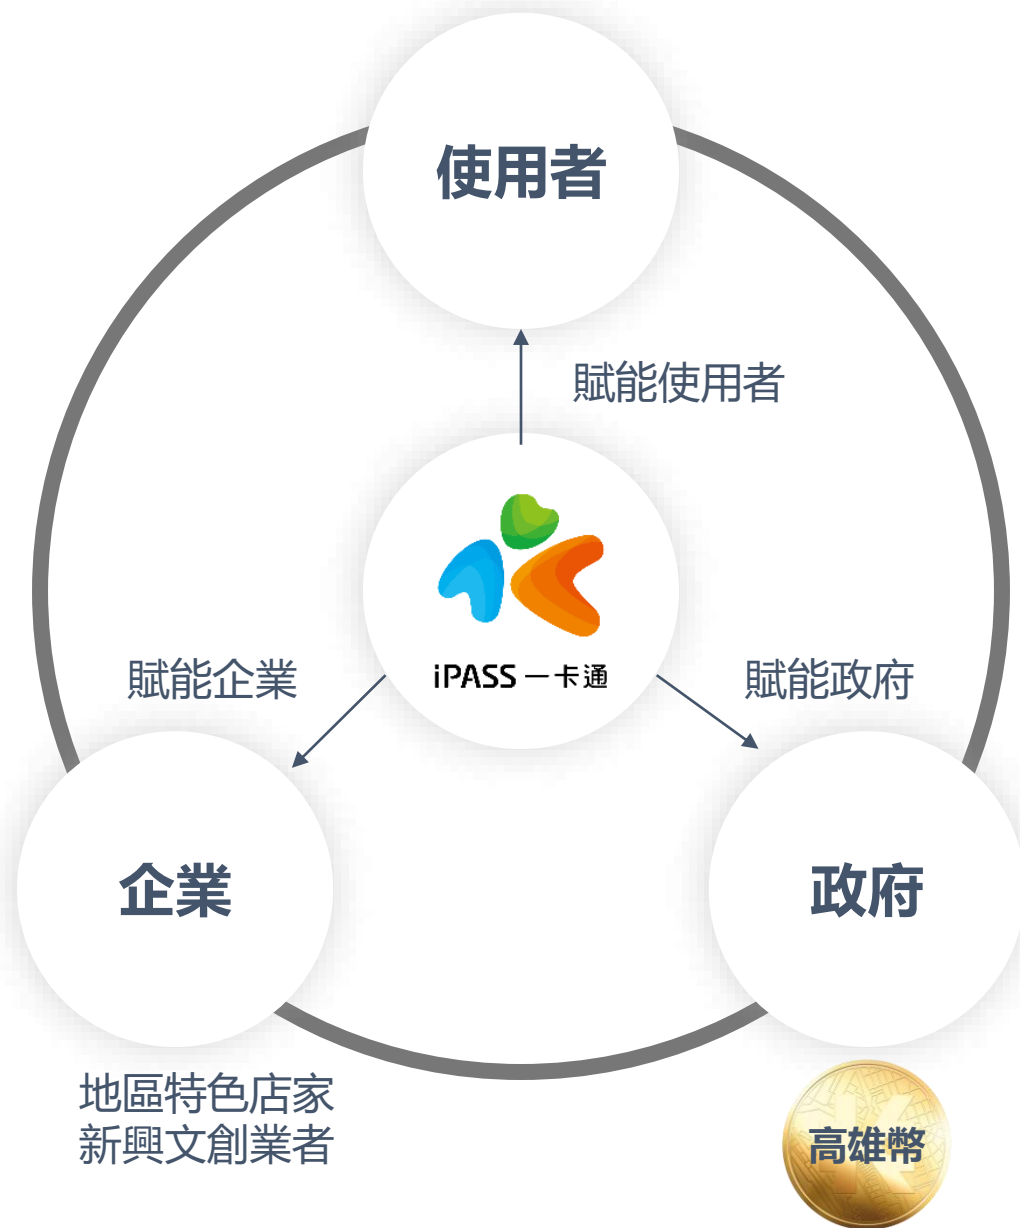 使用者
賦能使用者
iPASS 一卡通
賦能企業
賦能政府
企業
政府
地區特色店家
新興文創業者
高雄幣